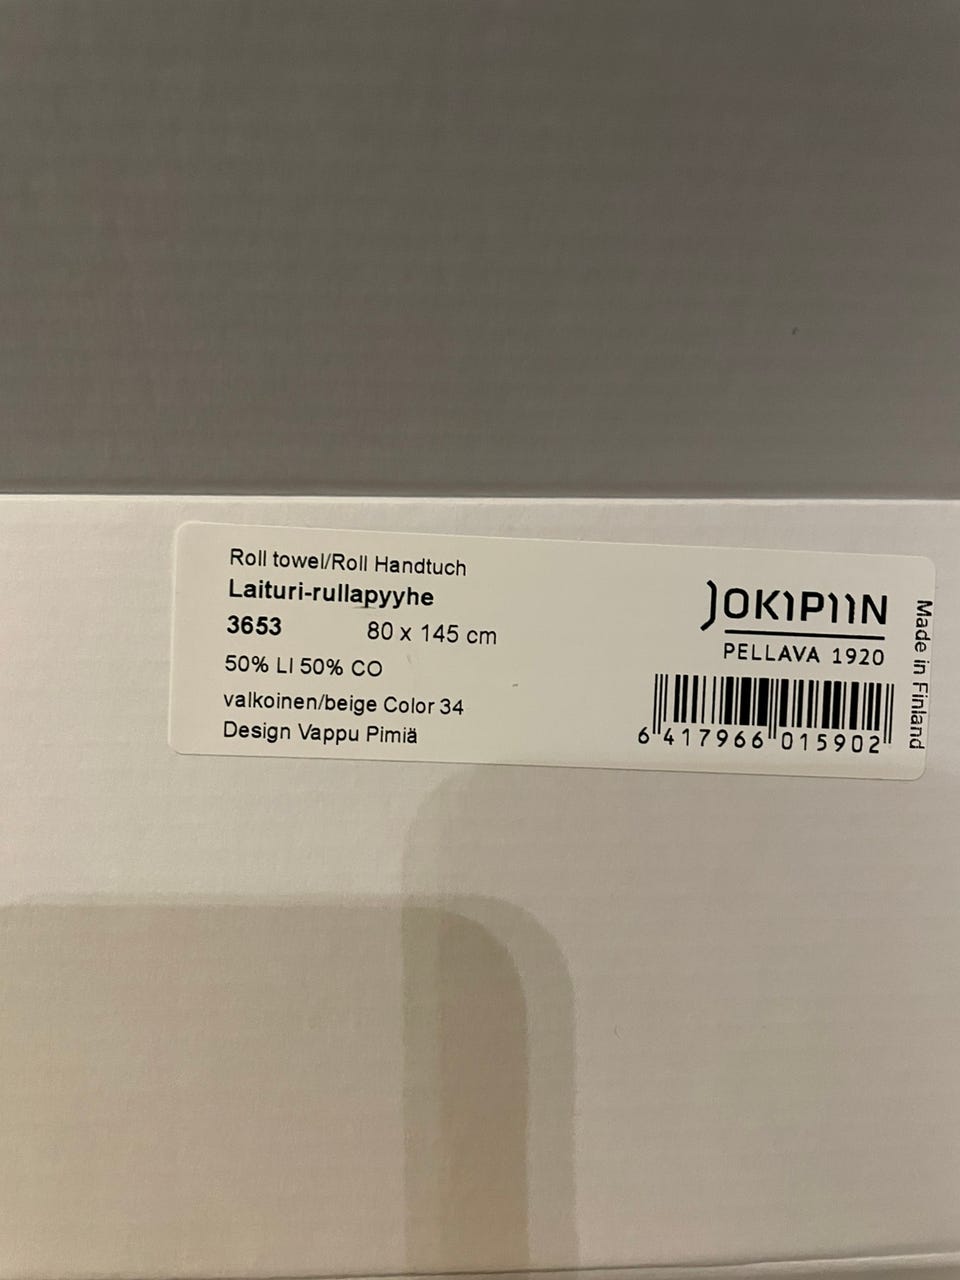 Roll towel/Roll Handtuch
Laituri-rullapyyhe
3653 80 x 145 cm
50% LI 50% CO
valkoinen/beige Color 34
Design Vappu Pimiä
JOKIPIIN
PELLAVA 1920
6 417966 015902
Made in Finland